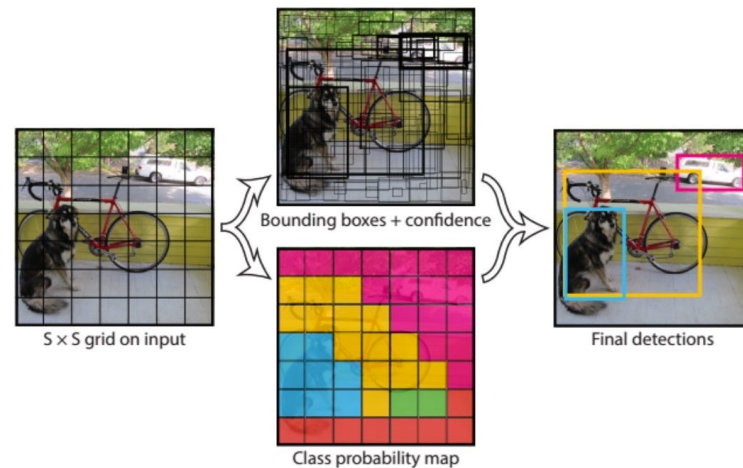 Bounding boxes + confidence
S × S grid on input
Final detections
Class probability map